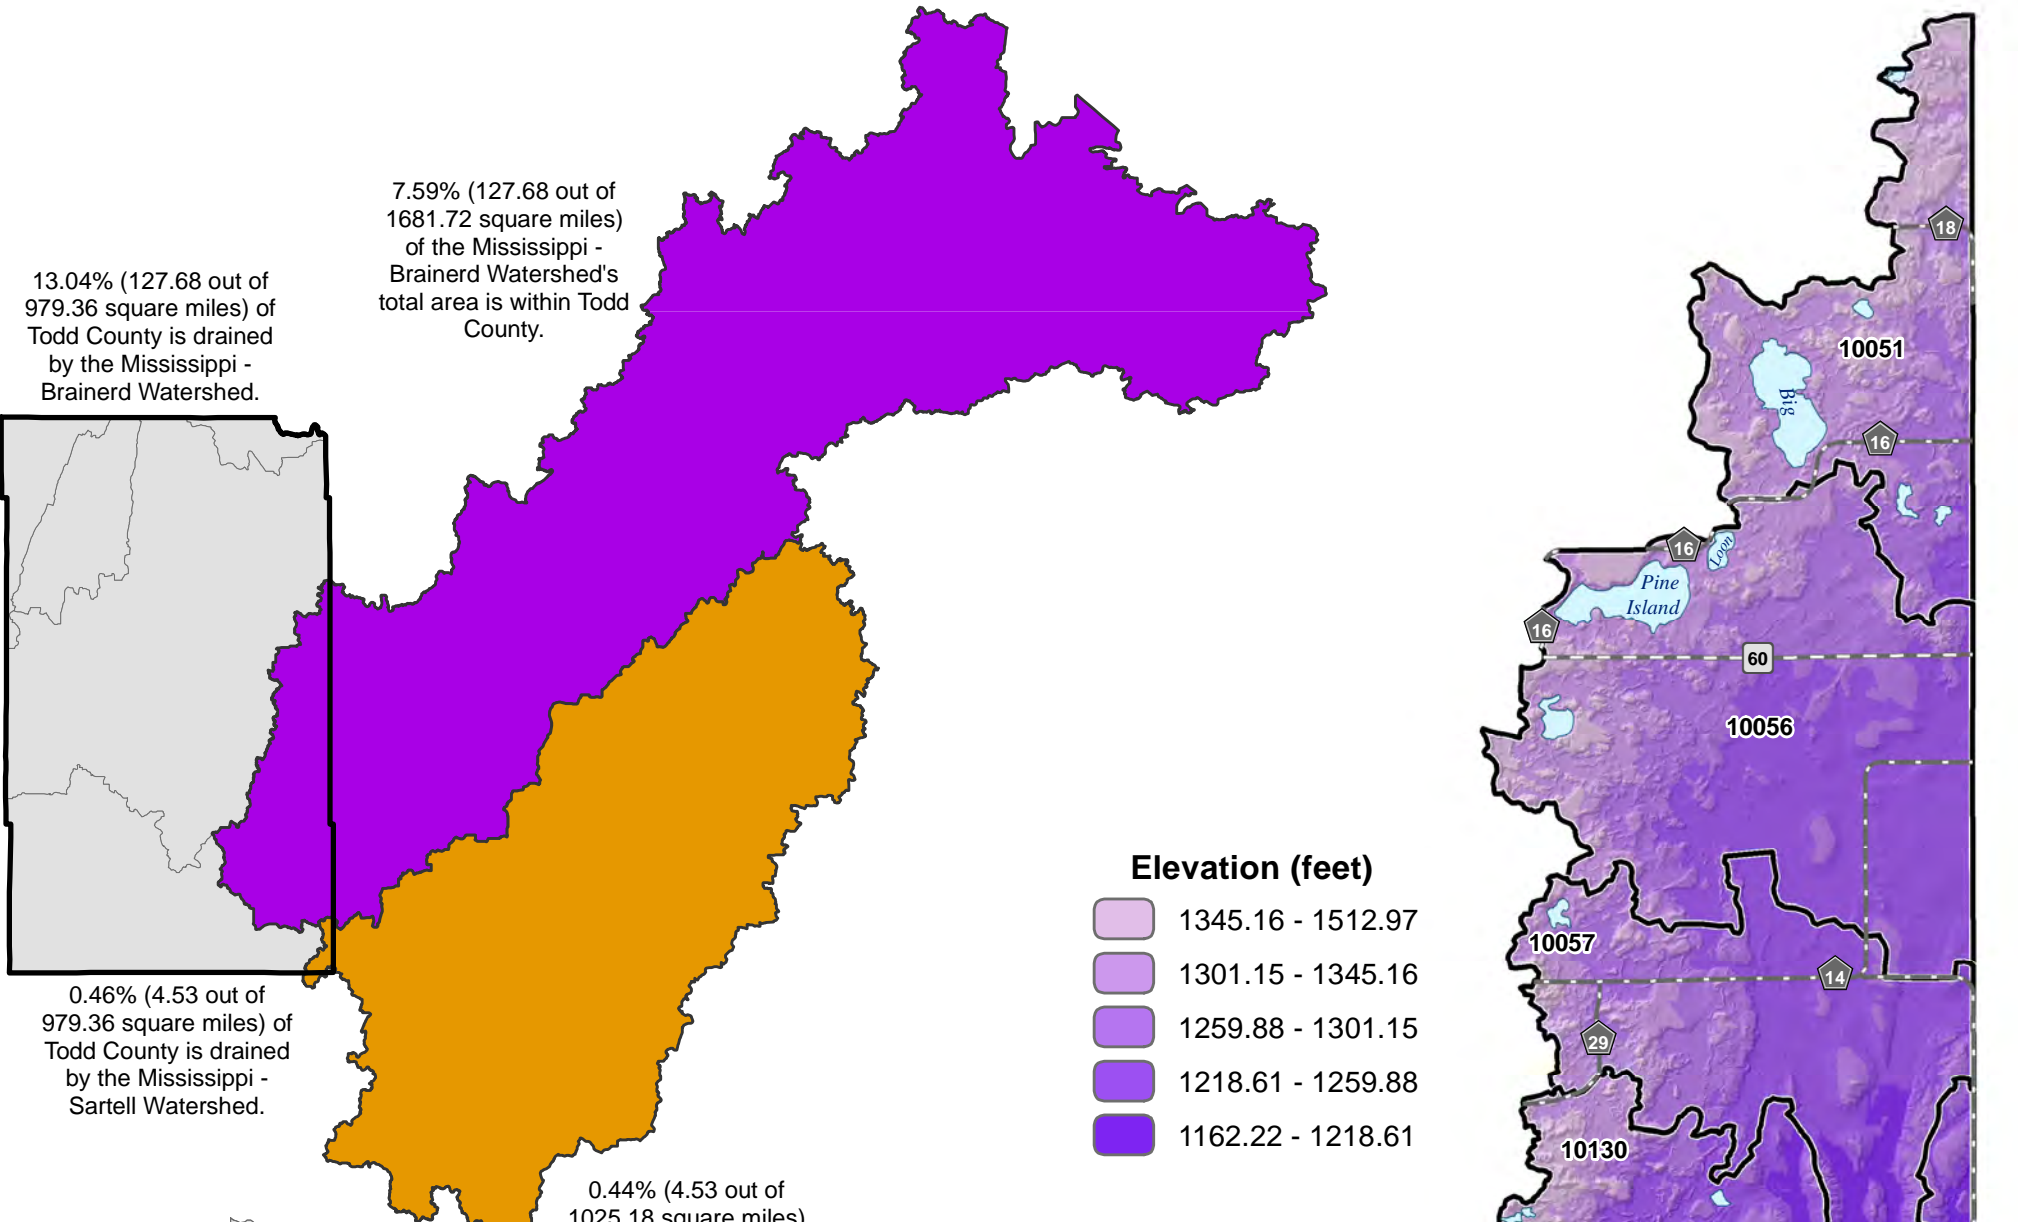 7.59% (127.68 out of
1681.72 square miles)
of the Mississippi -
Brainerd Watershed's
total area is within Todd
County.
13.04% (127.68 out of
979.36 square miles) of
Todd County is drained
by the Mississippi -
Brainerd Watershed.
0.46% (4.53 out of
979.36 square miles) of
Todd County is drained
by the Mississippi -
Sartell Watershed.
0.44% (4.53 out of
1025.18 square miles)
Elevation (feet)
1345.16 - 1512.97
1301.15 - 1345.16
1259.88 - 1301.15
1218.61 - 1259.88
1162.22 - 1218.61
18
10051
Big
16
16
Loon
Pine
Island
16
60
10056
10057
14
29
10130